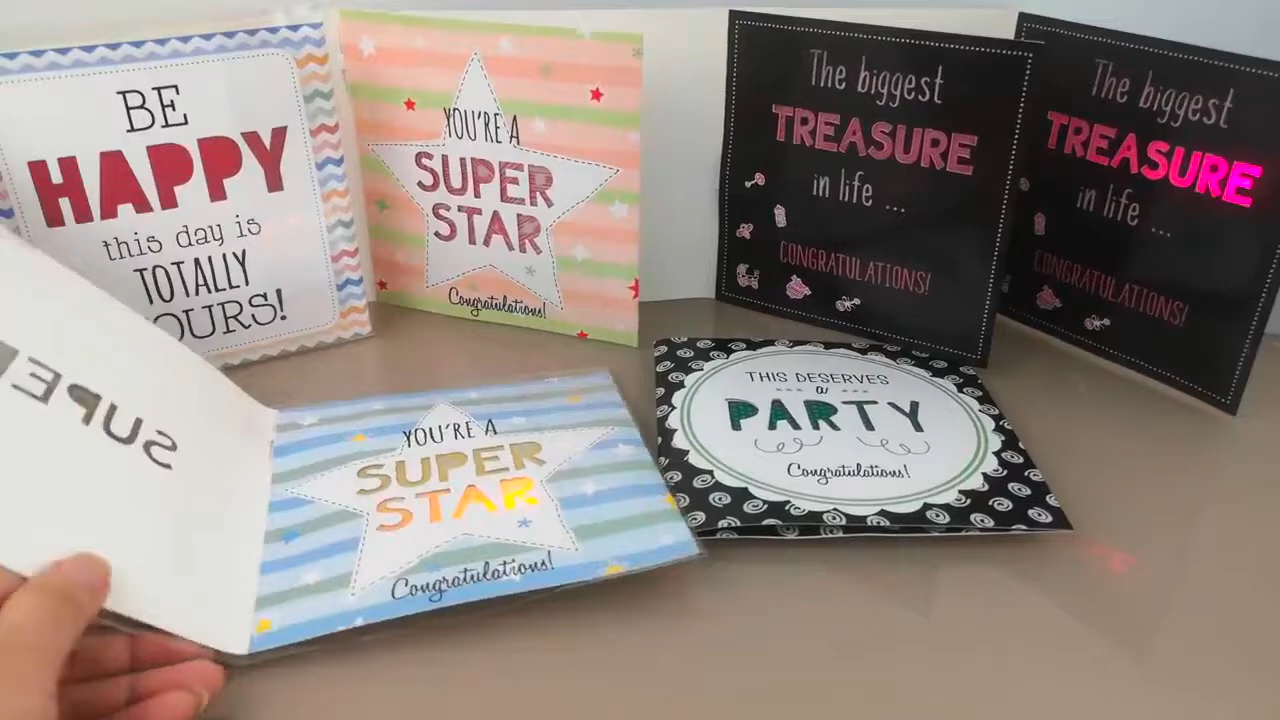 BE
HAPPY
this day is
TOTALLY
OURS!
YOU'RE A
SUPER
STAR
Congratulations!
The biggest
TREASURE
in life ...
CONGRATULATIONS!
The biggest
TREASURE
in life ...
CONGRATULATIONS!
SUPE
YOU'RE A
SUPER
STAR
Congratulations!
THIS DESERVES
a
PARTY
Congratulations!